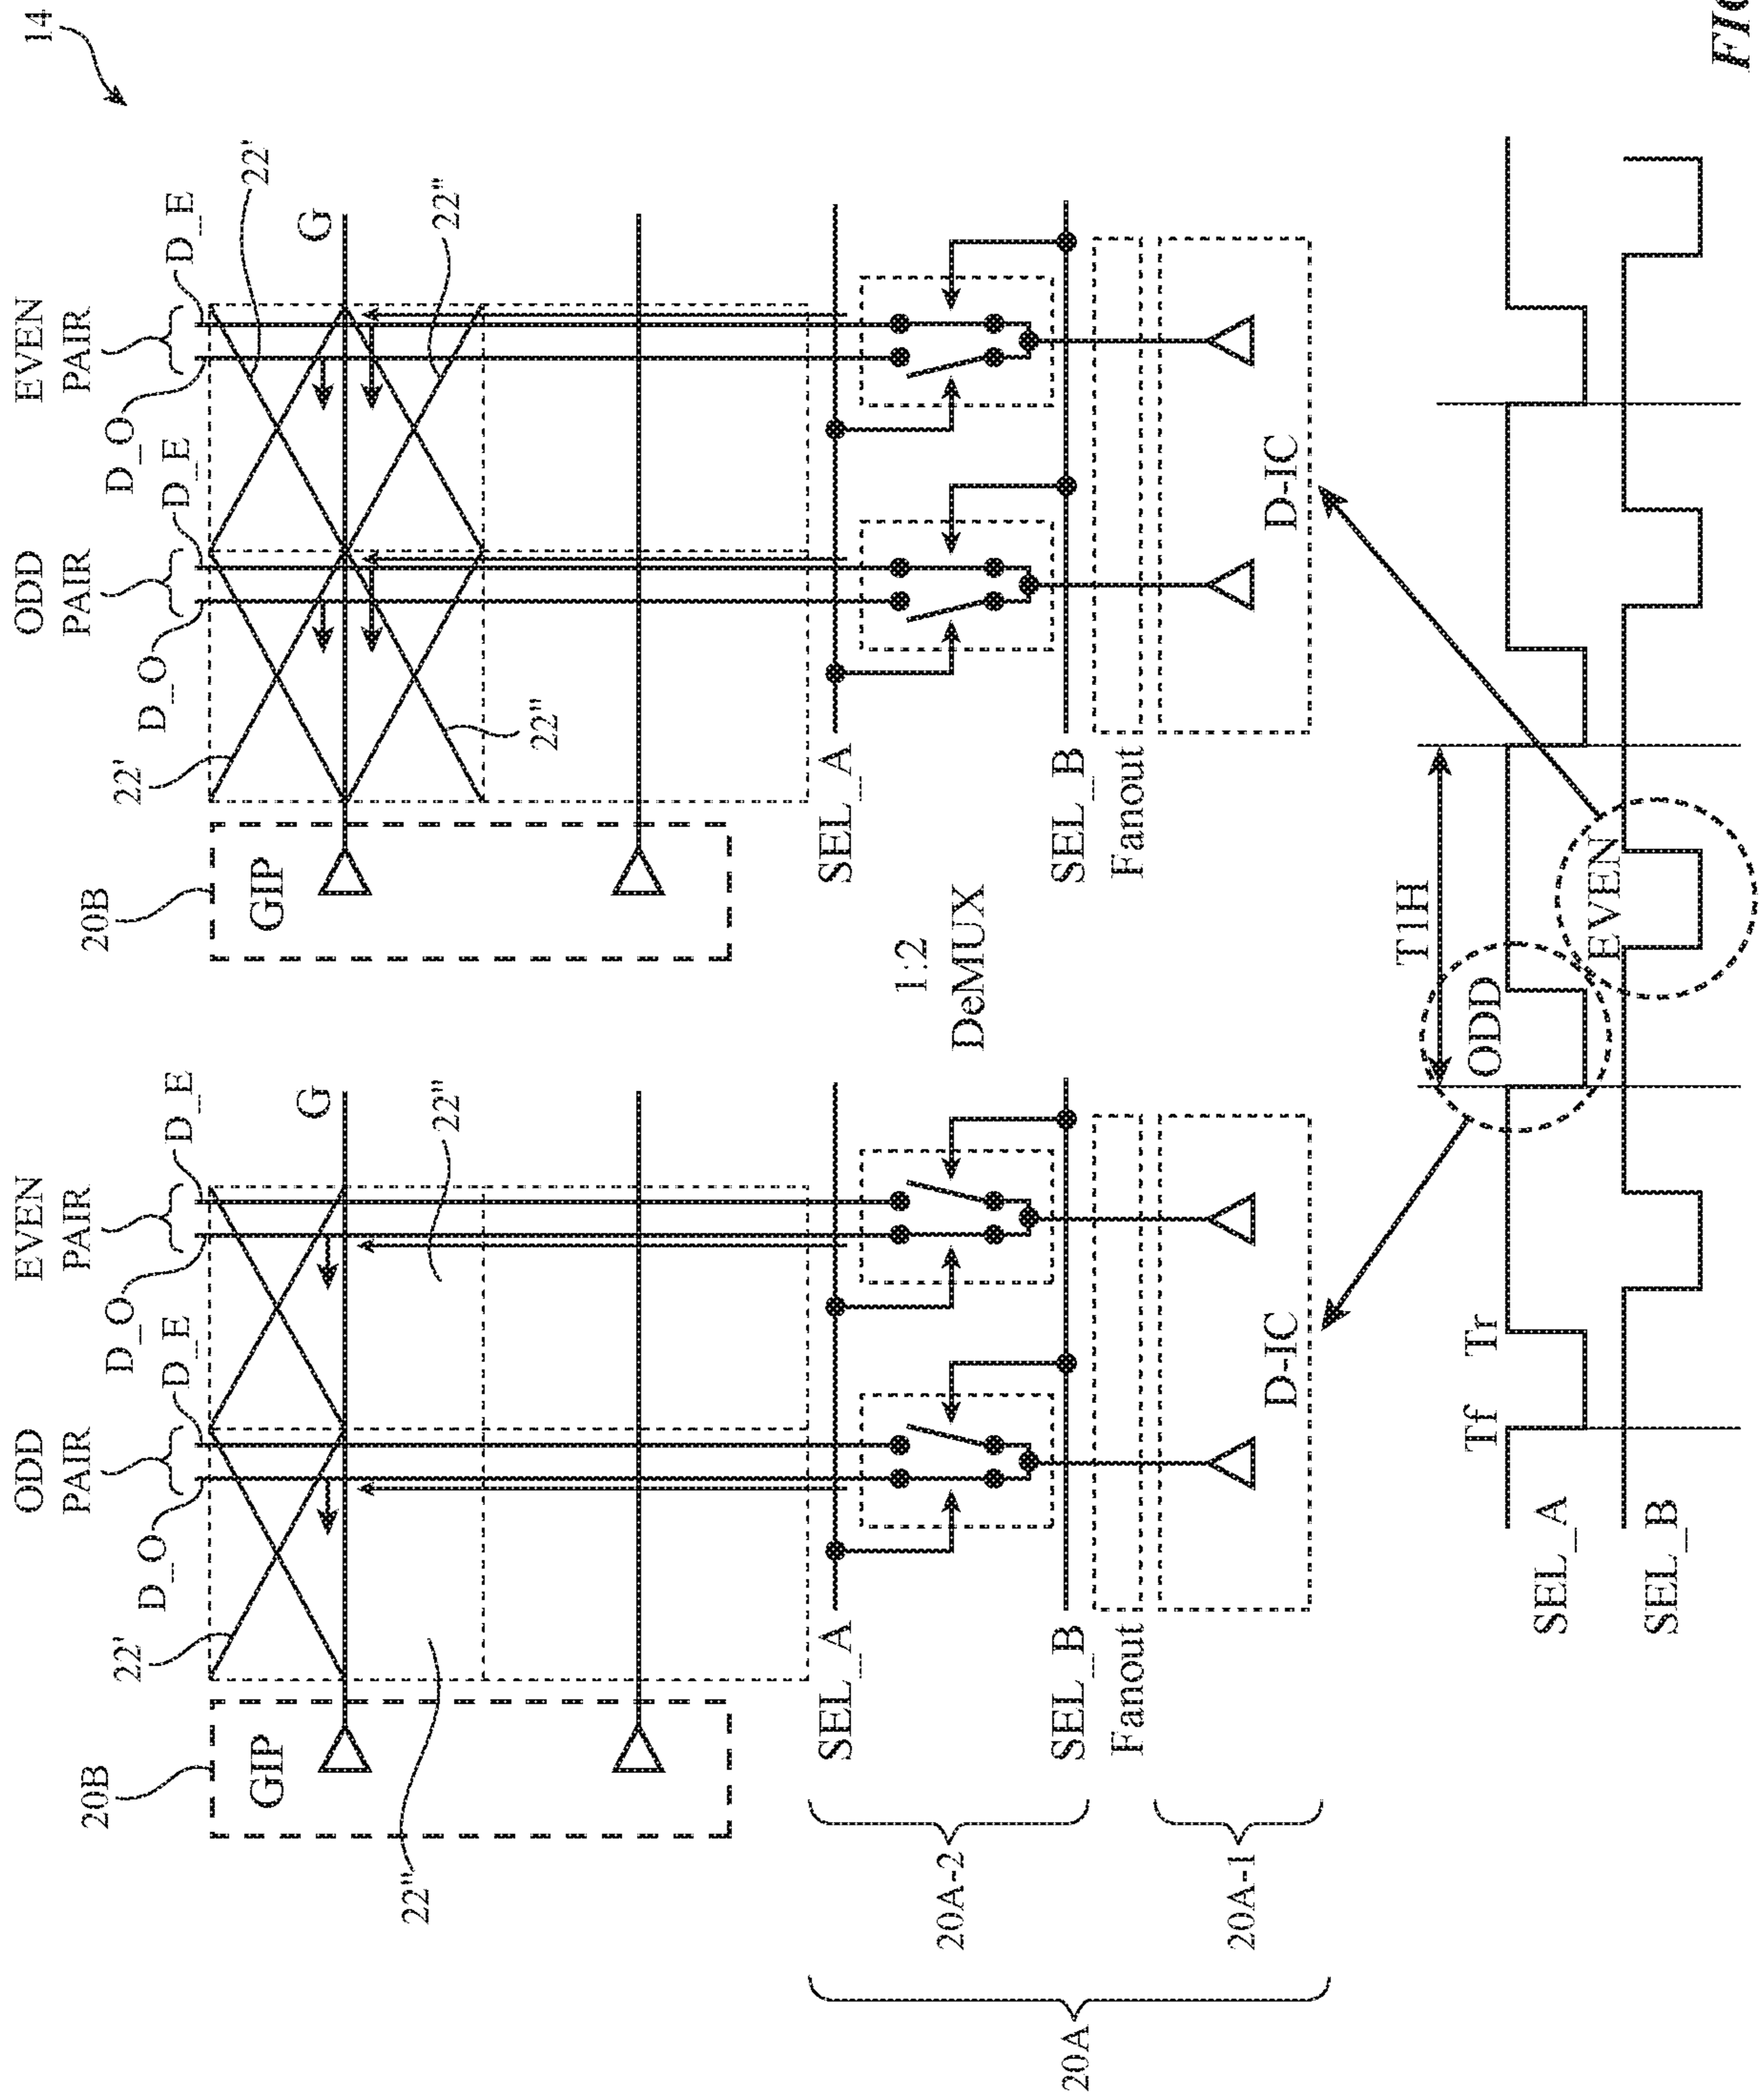 14
ODD
PAIR
EVEN
PAIR
D_O
D_E
D_O
D_E
22'
G
22"
22"
20B
GIP
SEL_A
SEL_B
Fanout
D-IC
20A-2
20A-1
20A
1:2
DeMUX
ODD
PAIR
EVEN
PAIR
D_O
D_E
D_O
D_E
22'
22'
G
22"
22"
20B
GIP
SEL_A
SEL_B
Fanout
D-IC
T1H
ODD
EVEN
Tf
Tr
SEL_A
SEL_B